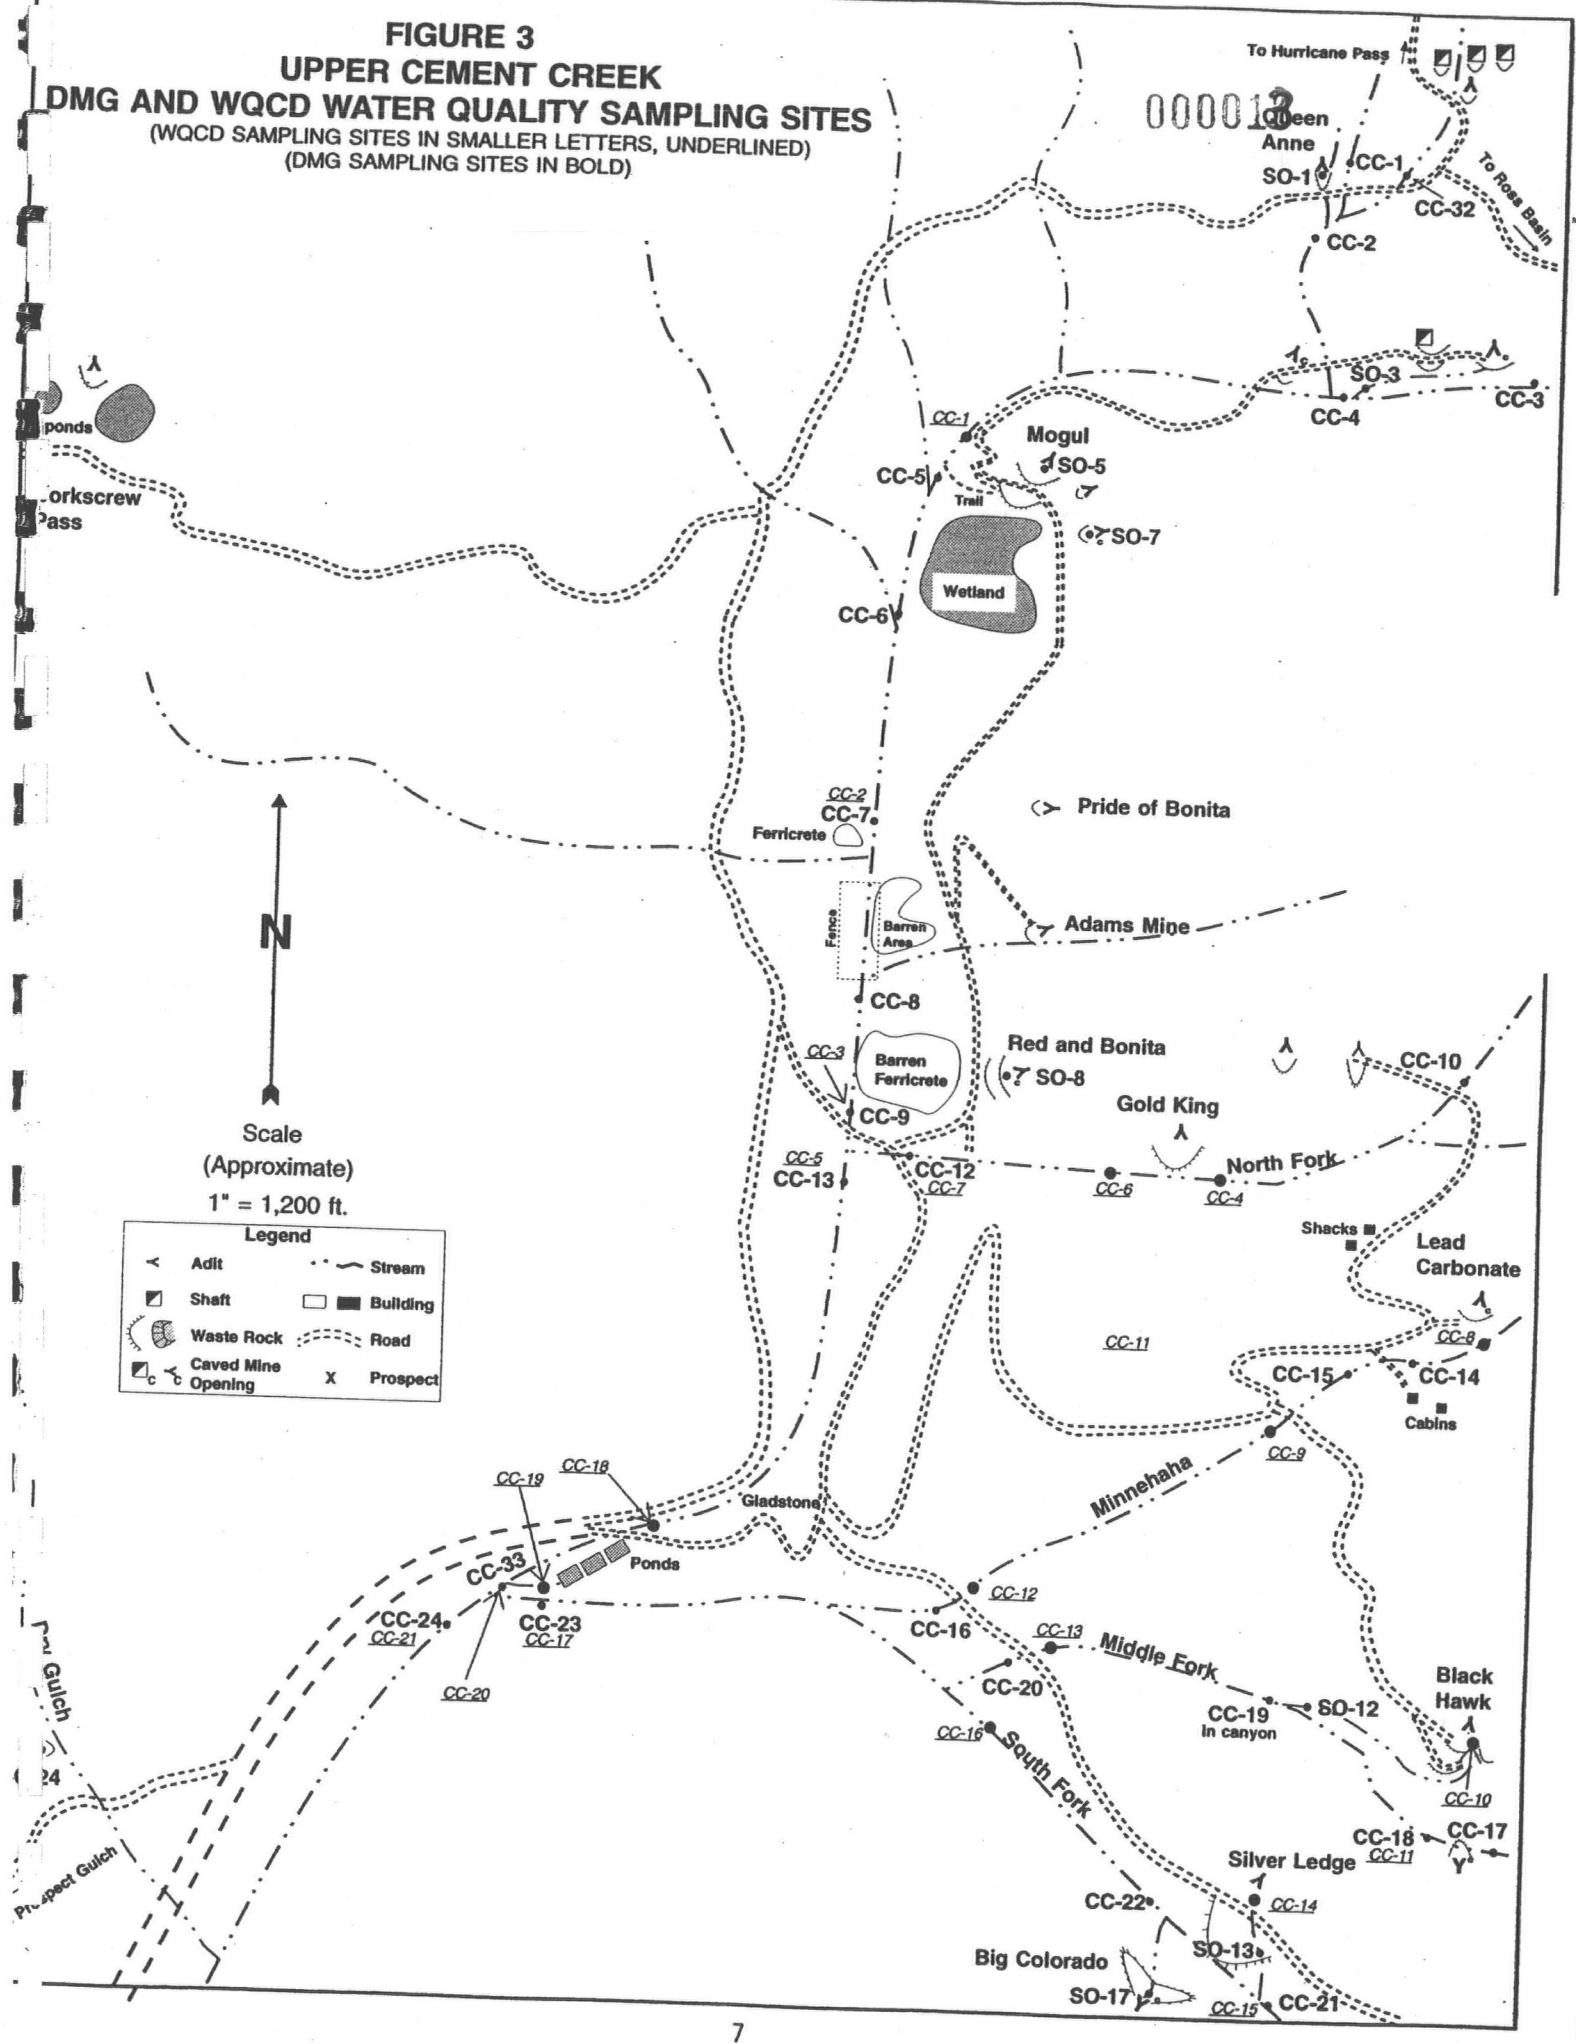 FIGURE 3
UPPER CEMENT CREEK
DMG AND WQCD WATER QUALITY SAMPLING SITES
(WQCD SAMPLING SITES IN SMALLER LETTERS, UNDERLINED)
(DMG SAMPLING SITES IN BOLD)
To Hurricane Pass
000013
Queen
Anne
SO-1
CC-1
CC-32
To Ross Basin
CC-2
SO-3
CC-4
CC-3
ponds
orkscrew
Pass
CC-1
Mogul
SO-5
CC-5
Trail
SO-7
Wetland
CC-6
CC-2
CC-7
Ferricrete
Pride of Bonita
Fence
Barren
Area
Adams Mine
N
CC-8
CC-3
Barren
Ferricrete
Red and Bonita
SO-8
CC-10
CC-9
Gold King
CC-5
CC-13
CC-12
CC-7
CC-6
CC-4
North Fork
Scale
(Approximate)
1" = 1,200 ft.
Legend
Adit
Stream
Shaft
Building
Waste Rock
Road
Caved Mine
Opening
X
Prospect
C
C
Shacks
Lead
Carbonate
CC-11
CC-8
CC-15
CC-14
Cabins
CC-9
Minnehaha
CC-19
CC-18
Gladstone
CC-33
Ponds
CC-12
CC-24
CC-21
CC-23
CC-17
CC-16
CC-13
Middle Fork
CC-20
CC-20
CC-19
In canyon
SO-12
Black
Hawk
CC-16
South Fork
CC-10
Gulch
24
Prospect Gulch
CC-18
CC-11
CC-17
Silver Ledge
CC-22
CC-14
SO-13
Big Colorado
SO-17
CC-15
CC-21
7